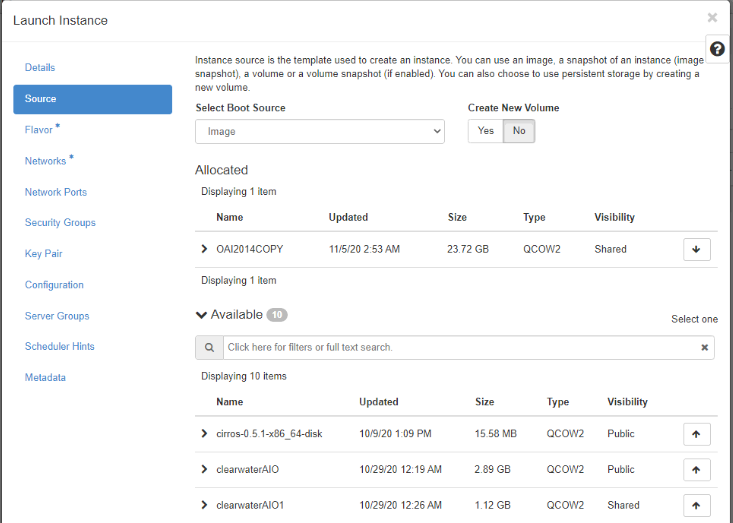 Launch Instance
×
?
Details
Source
Flavor *
Networks *
Network Ports
Security Groups
Key Pair
Configuration
Server Groups
Scheduler Hints
Metadata
Instance source is the template used to create an instance. You can use an image, a snapshot of an instance (image
snapshot), a volume or a volume snapshot (if enabled). You can also choose to use persistent storage by creating a
new volume.
Select Boot Source Create New Volume
Image Yes No
Allocated
Displaying 1 item
Name Updated Size Type Visibility
OAI2014COPY 11/5/20 2:53 AM 23.72 GB QCOW2 Shared
Displaying 1 item
Available 10 Select one
Click here for filters or full text search. ×
Displaying 10 items
Name Updated Size Type Visibility
cirros-0.5.1-x86_64-disk 10/9/20 1:09 PM 15.58 MB QCOW2 Public
clearwaterAIO 10/29/20 12:19 AM 2.89 GB QCOW2 Public
clearwaterAIO1 10/29/20 12:26 AM 1.12 GB QCOW2 Shared